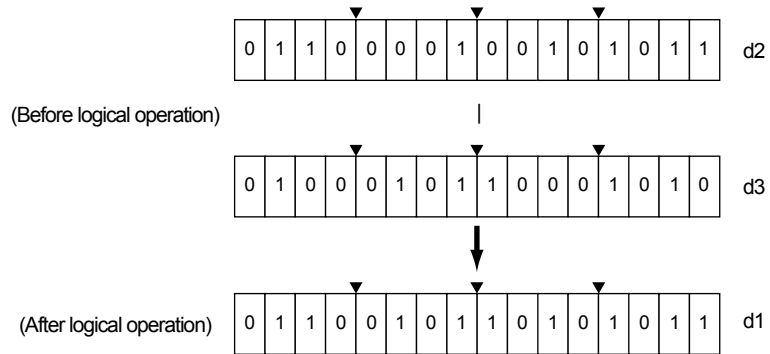 0 1 1 0 0 0 0 1 0 0 1 0 1 0 1 1 d2
(Before logical operation) |
0 1 0 0 0 1 0 1 1 0 0 0 1 0 1 0 d3
(After logical operation) 0 1 1 0 0 1 0 1 1 0 1 0 1 0 1 1 d1